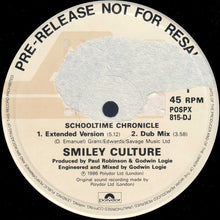 PRE-RELEASE NOT FOR RESA
45 RPM
POSPX
815-DJ
SCHOOLTIME CHRONICLE
1. Extended Version (5.12) 2. Dub Mix (3.58)
(D. Emanuel) Grant/Edwards/Savage Music Ltd
SMILEY CULTURE
Produced by Paul Robinson & Godwin Logie
Engineered and Mixed by Godwin Logie
℗ 1986 Polydor Ltd (London)
Original sound recording made by
Polydor Ltd (London)
polydor